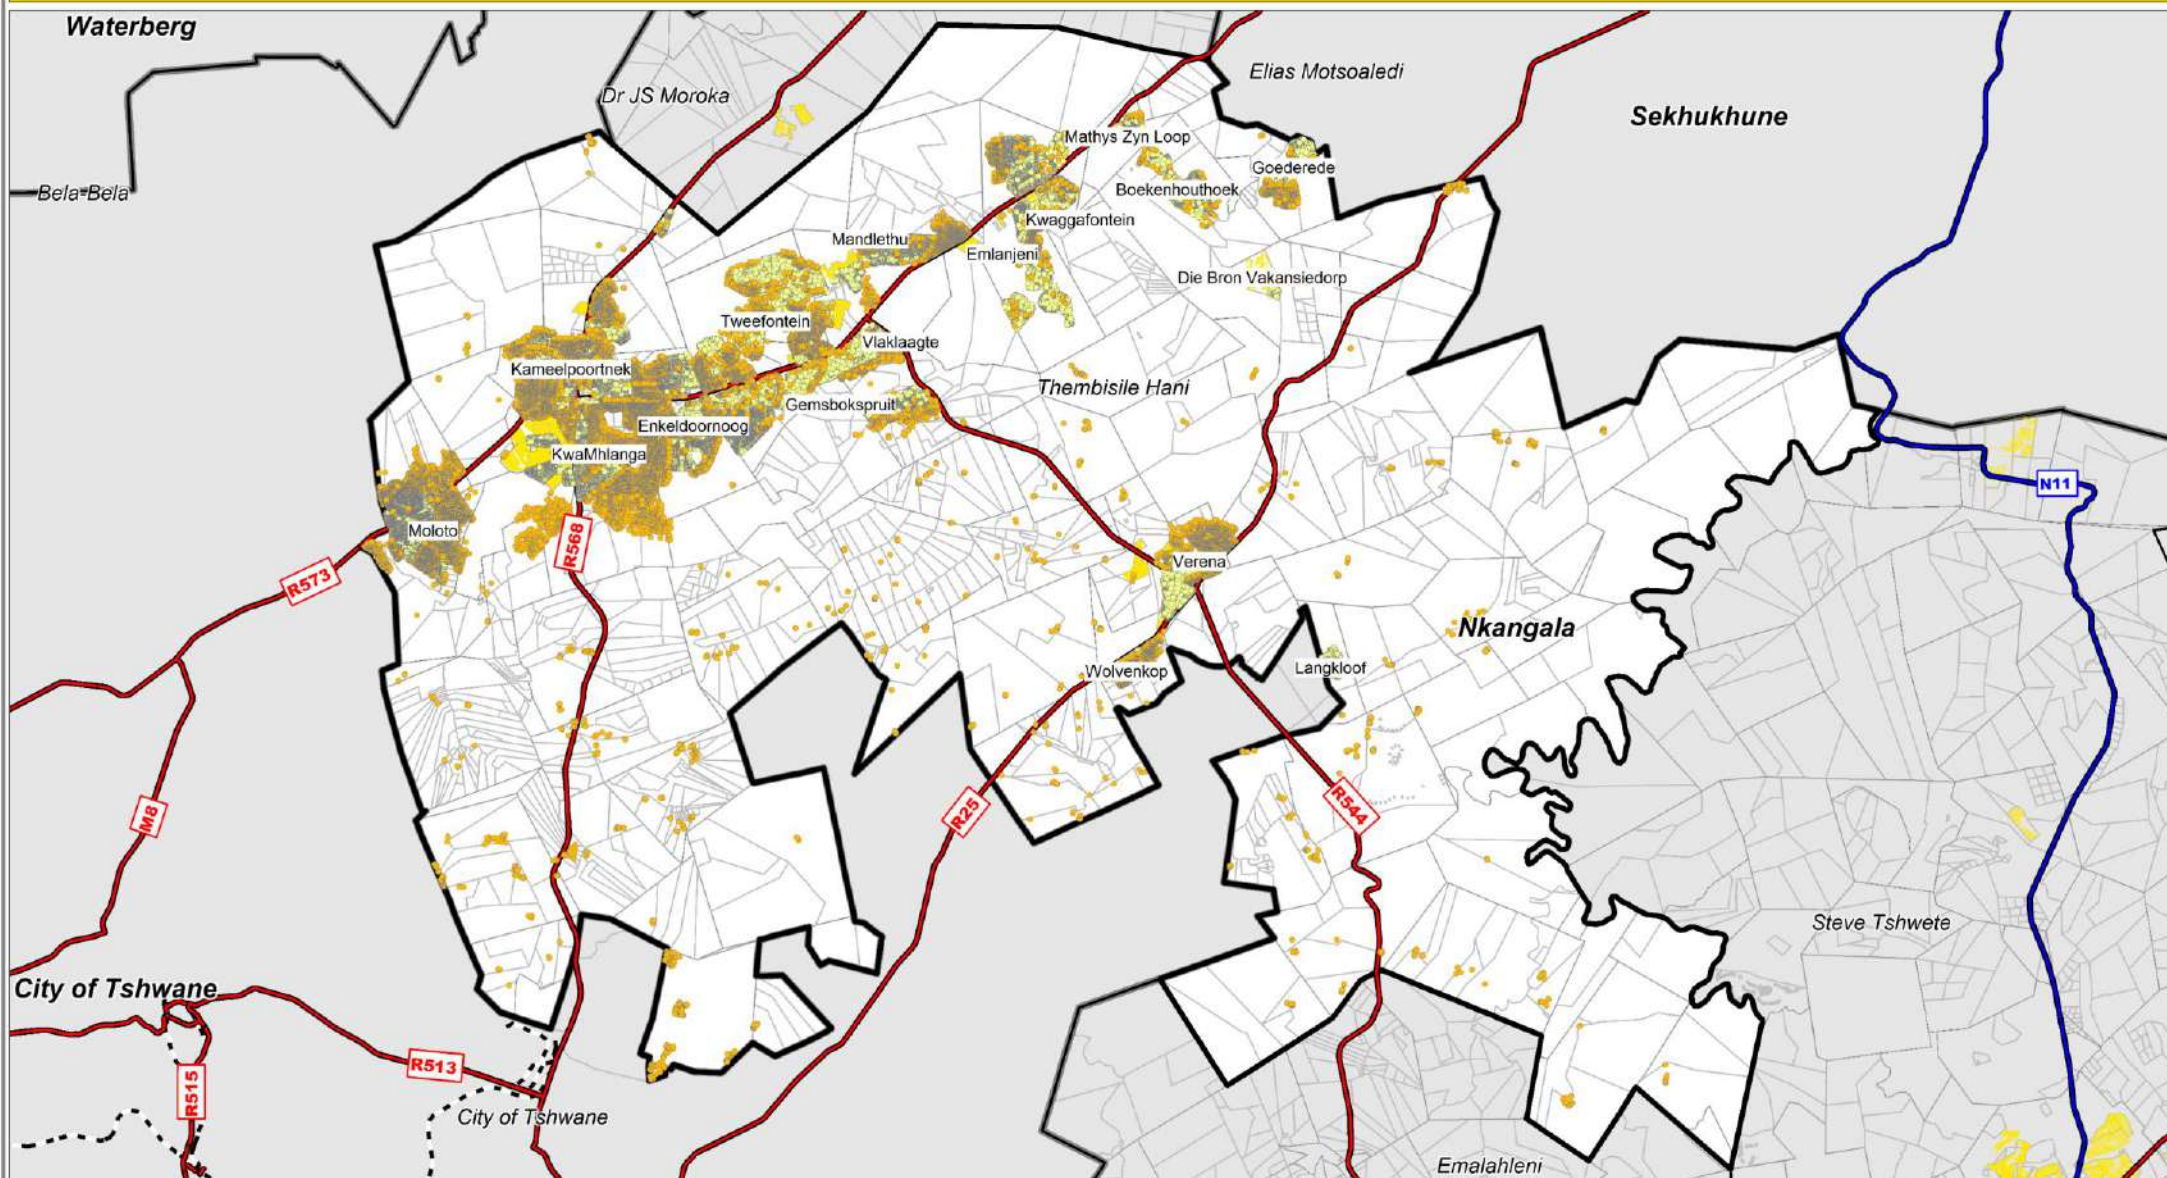 Waterberg
Elias Motsoaledi
Dr JS Moroka
Sekhukhune
Mathys Zyn Loop
Goederede
Bela-Bela
Boekenhouthoek
Kwaggafontein
Mandlethu
Emlanjeni
Die Bron Vakansiedorp
Tweefontein
Vlaklaagte
Kameelpoortnek
Thembisile Hani
Gemsbokspruit
Enkeldoornoog
KwaMhlanga
N11
Moloto
R568
Verena
R573
Nkangala
Wolvenkop
Langkloof
R25
R544
M8
Steve Tshwete
City of Tshwane
R513
R515
City of Tshwane
Emalahleni